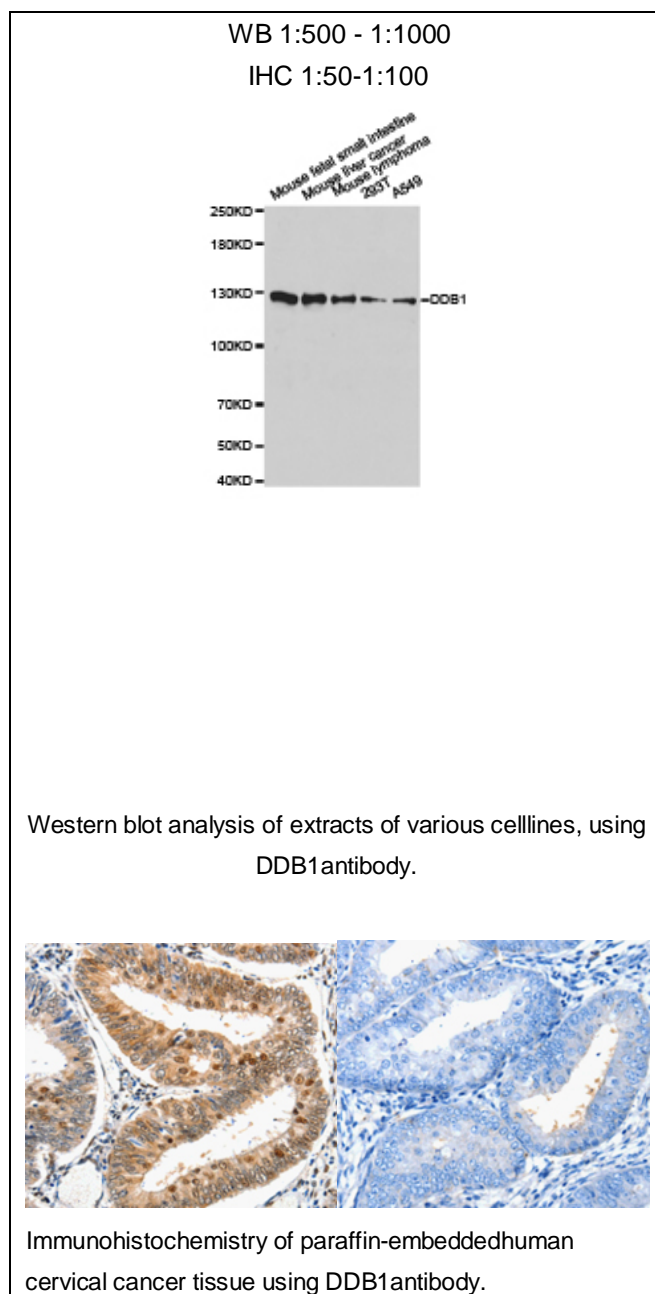 WB 1:500 - 1:1000
IHC 1:50-1:100
Mouse fetal small intestine
Mouse liver cancer
Mouse lymphoma
293T
A549
250KD
180KD
130KD
DDB1
100KD
70KD
50KD
40KD
Western blot analysis of extracts of various celllines, using
DDB1antibody.
Immunohistochemistry of paraffin-embeddedhuman
cervical cancer tissue using DDB1antibody.